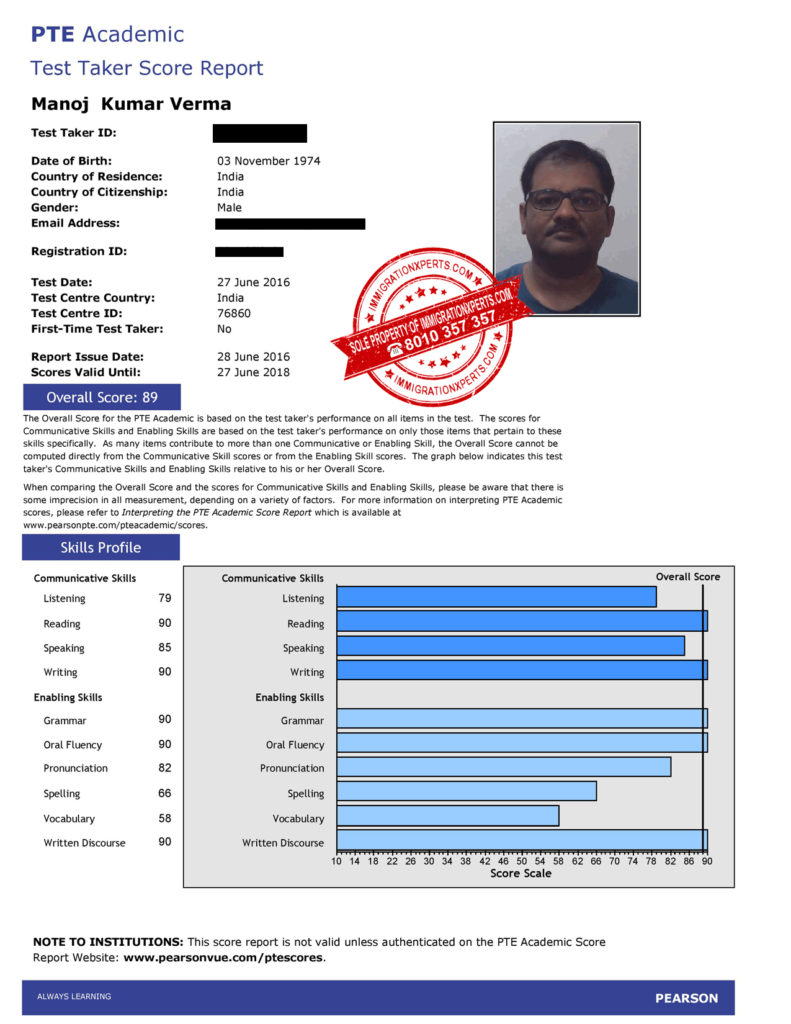 PTE Academic
Test Taker Score Report
Manoj Kumar Verma
Test Taker ID:
Date of Birth: 03 November 1974
Country of Residence: India
Country of Citizenship: India
Gender: Male
Email Address:
Registration ID:
Test Date: 27 June 2016
Test Centre Country: India
Test Centre ID: 76860
First-Time Test Taker: No
Report Issue Date: 28 June 2016
Scores Valid Until: 27 June 2018
IMMIGRATIONXPERTS.COM
SOLE PROPERTY OF IMMIGRATIONXPERTS.COM
☎8010 357 357
IMMIGRATIONXPERTS.COM
Overall Score: 89
The Overall Score for the PTE Academic is based on the test taker's performance on all items in the test. The scores for
Communicative Skills and Enabling Skills are based on the test taker's performance on only those items that pertain to these
skills specifically. As many items contribute to more than one Communicative or Enabling Skill, the Overall Score cannot be
computed directly from the Communicative Skill scores or from the Enabling Skill scores. The graph below indicates this test
taker's Communicative Skills and Enabling Skills relative to his or her Overall Score.
When comparing the Overall Score and the scores for Communicative Skills and Enabling Skills, please be aware that there is
some imprecision in all measurement, depending on a variety of factors. For more information on interpreting PTE Academic
scores, please refer to Interpreting the PTE Academic Score Report which is available at
www.pearsonpte.com/pteacademic/scores.
Skills Profile
Communicative Skills
Listening 79
Reading 90
Speaking 85
Writing 90
Enabling Skills
Grammar 90
Oral Fluency 90
Pronunciation 82
Spelling 66
Vocabulary 58
Written Discourse 90
Communicative Skills Overall Score
Listening
Reading
Speaking
Writing
Enabling Skills
Grammar
Oral Fluency
Pronunciation
Spelling
Vocabulary
Written Discourse
10 14 18 22 26 30 34 38 42 46 50 54 58 62 66 70 74 78 82 86 90
Score Scale
NOTE TO INSTITUTIONS: This score report is not valid unless authenticated on the PTE Academic Score
Report Website: www.pearsonvue.com/ptescores.
ALWAYS LEARNING PEARSON